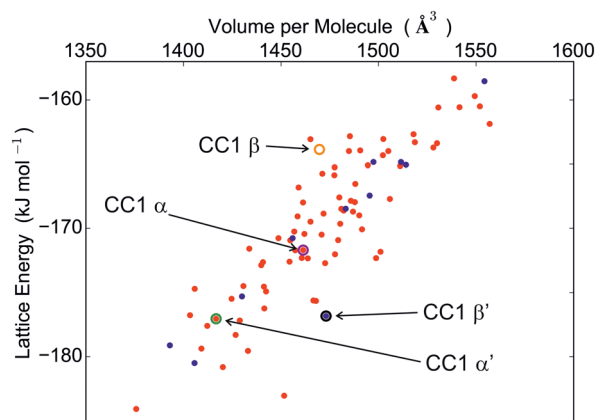 Volume per Molecule ( Å³ )
1350 1400 1450 1500 1550 1600
Lattice Energy (kJ mol⁻¹)
−160
−170
−180
CC1 β
CC1 α
CC1 β’
CC1 α’